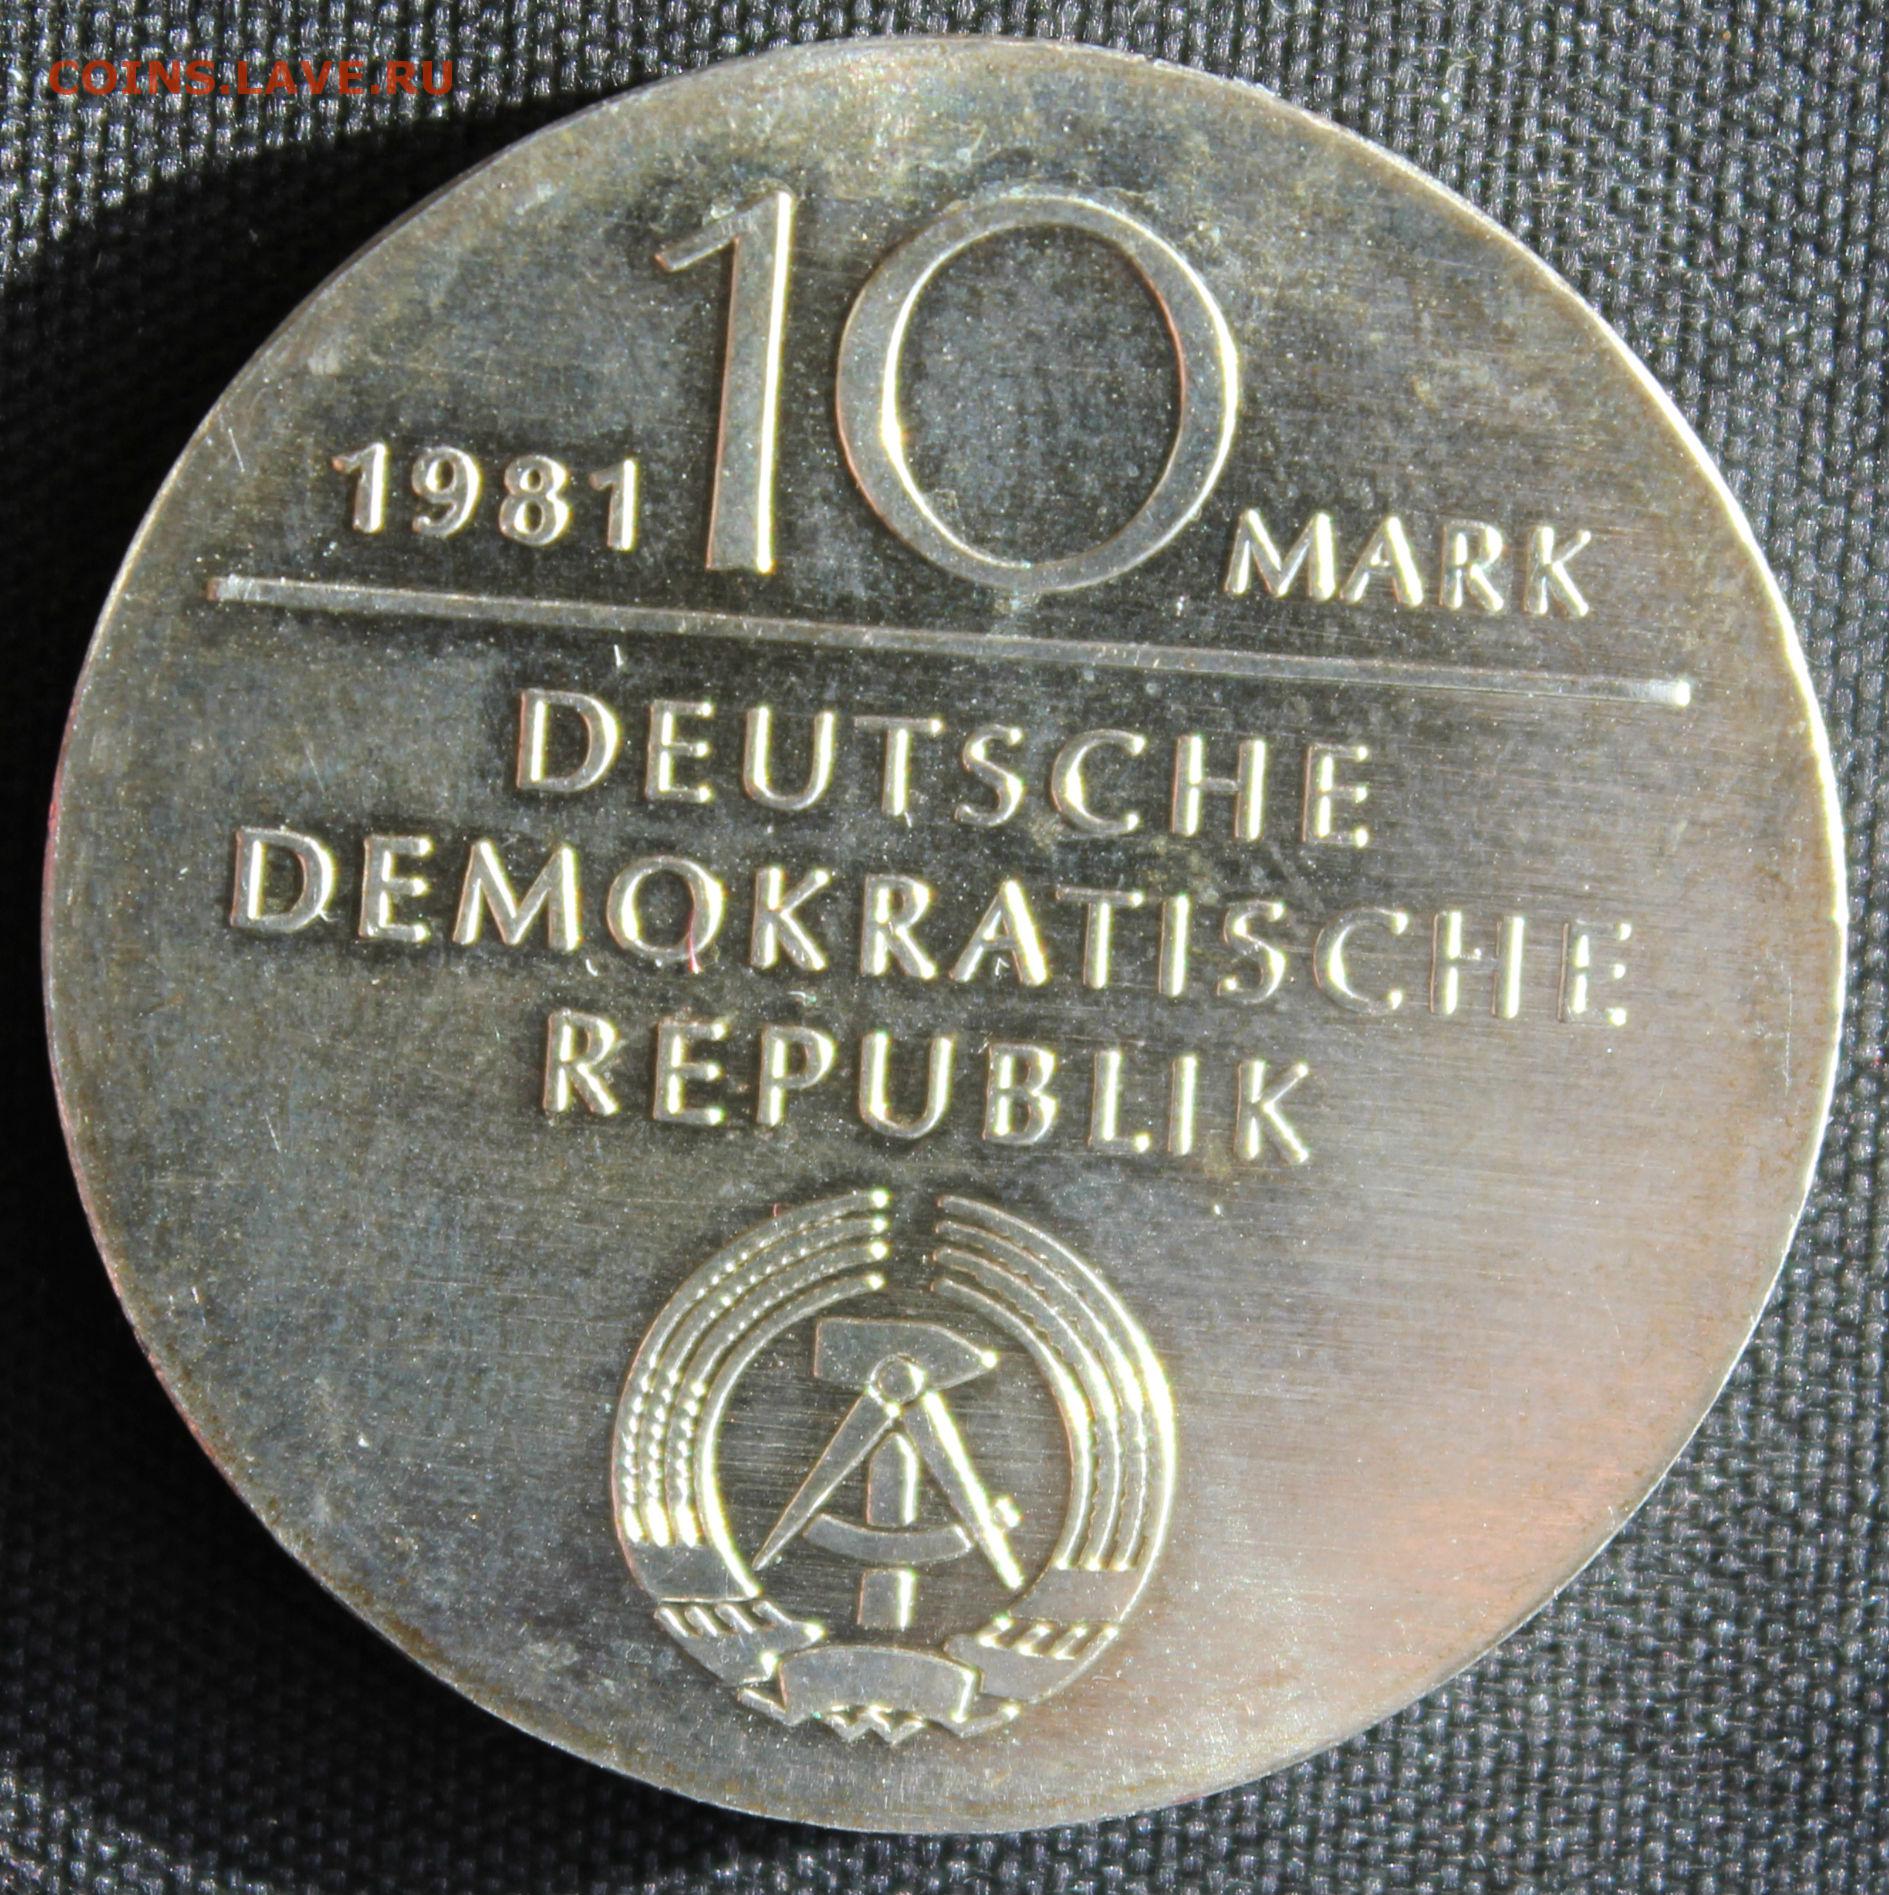 COINS.LAVE.RU
1981 10 MARK
DEUTSCHE
DEMOKRATISCHE
REPUBLIK